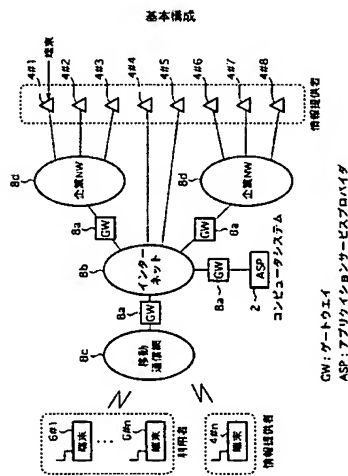 基本構成
端末
4#1
4#2
4#3
4#4
4#5
4#6
4#7
4#8
情報提供者
8d
企業NW
8d
企業NW
8a
GW
8a
GW
8b
インターネット
8a
GW
2
ASP
コンピュータシステム
8a
GW
8c
移動通信網
6#1
端末
6#n
端末
利用者
4#n
端末
情報提供者
GW:ゲートウエイ
ASP:アプリケイションサービスプロバイダ